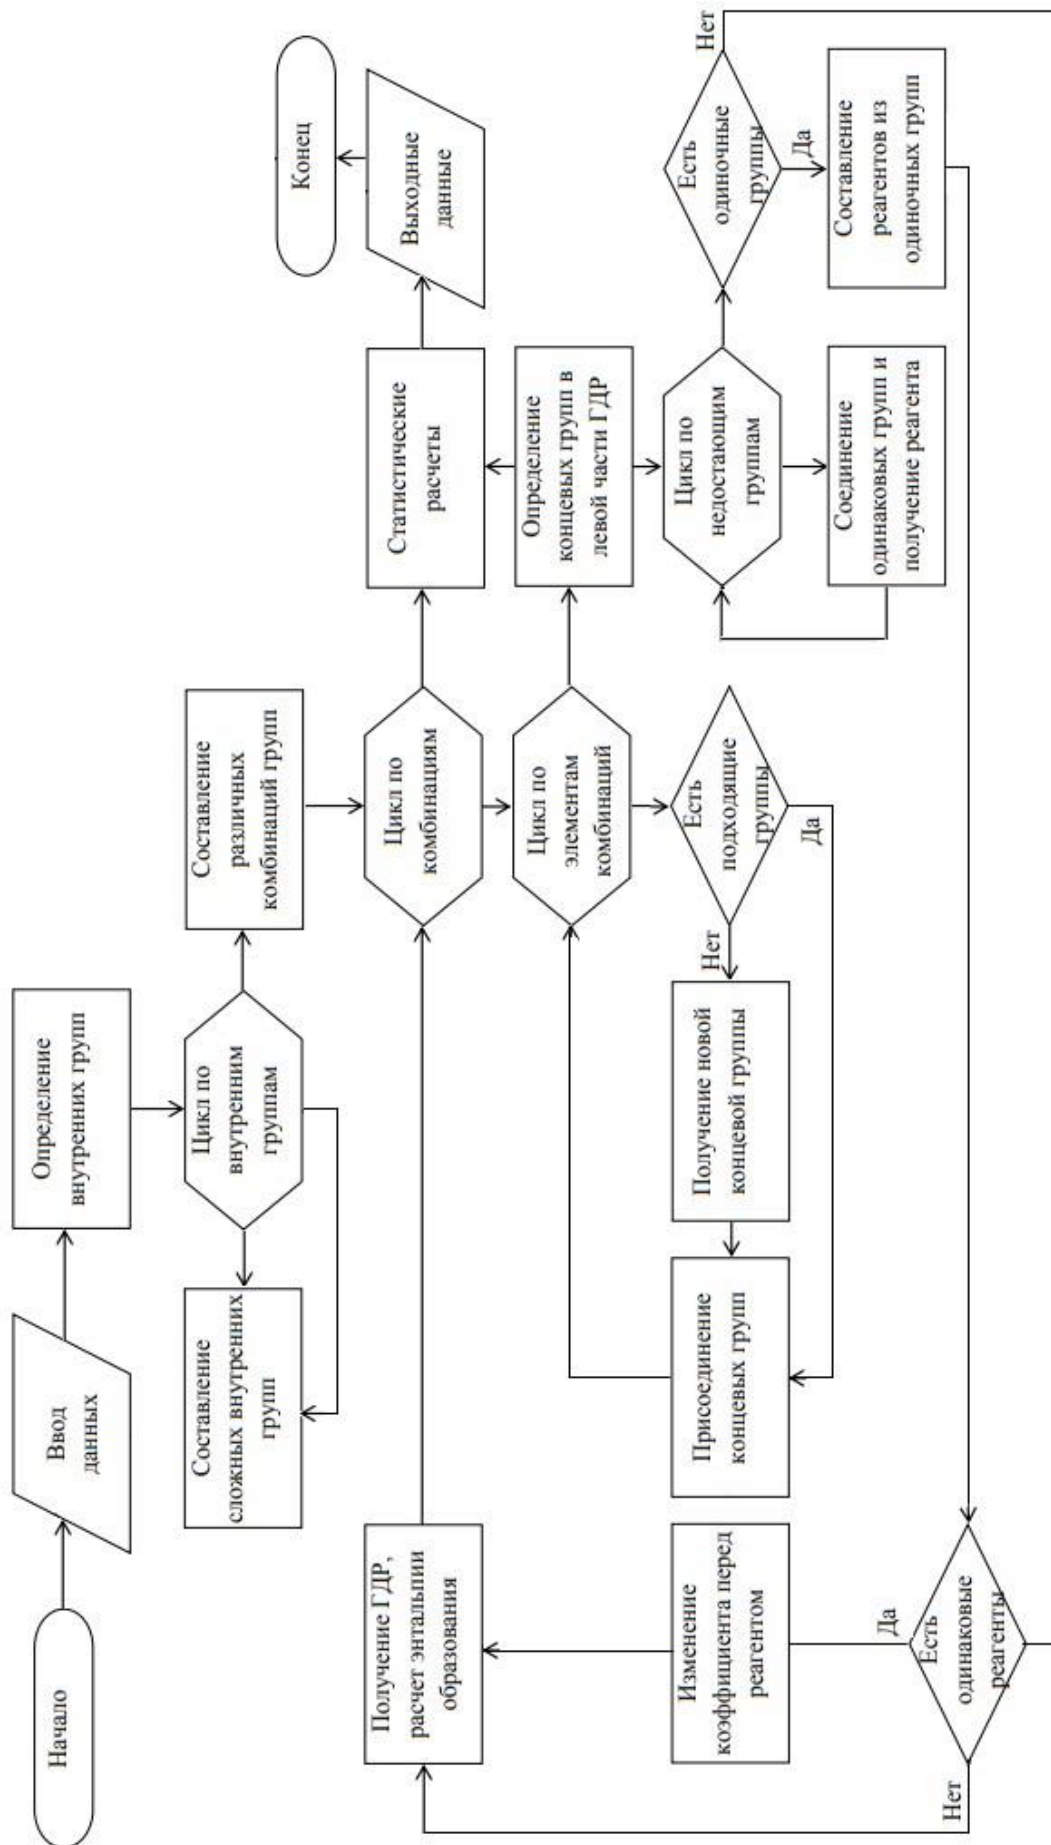 Начало
Ввод
данных
Определение
внутренних групп
Цикл по
внутренним
группам
Составление
сложных внутренних
групп
Составление
различных
комбинаций групп
Цикл по
комбинациям
Статистические
расчеты
Выходные
данные
Конец
Цикл по
элементам
комбинаций
Определение
концевых групп в
левой части ГДР
Есть
подходящие
группы
Нет
Да
Получение новой
концевой группы
Присоединение
концевых групп
Цикл по
недостающим
группам
Соединение
одинаковых групп и
получение реагента
Есть
одиночные
группы
Нет
Да
Составление
реагентов из
одиночных групп
Есть
одинаковые
реагенты
Да
Нет
Изменение
коэффициента перед
реагентом
Получение ГДР,
расчет энтальпии
образования